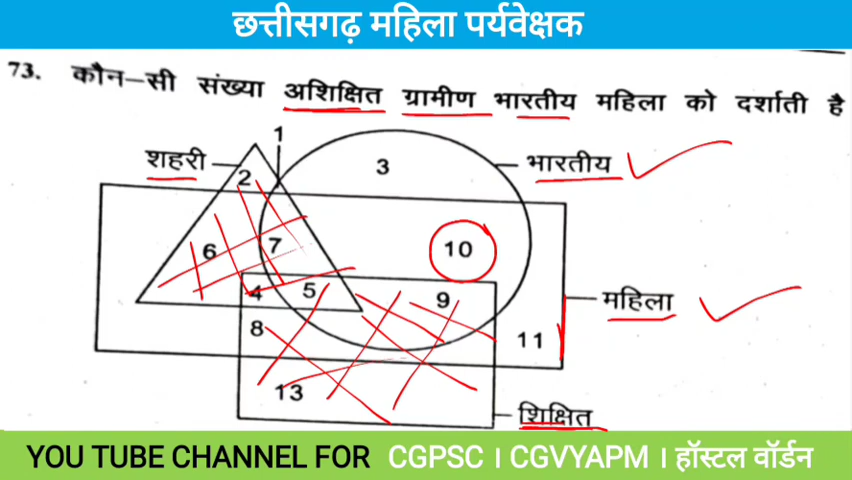 छत्तीसगढ़ महिला पर्यवेक्षक
73. कौन-सी संख्या अशिक्षित ग्रामीण भारतीय महिला को दर्शाती है
1
शहरी
3
भारतीय
2
6
7
10
4
5
9
महिला
8
11
13
शिक्षित
YOU TUBE CHANNEL FOR CGPSC । CGVYAPM । हॉस्टल वॉर्डन